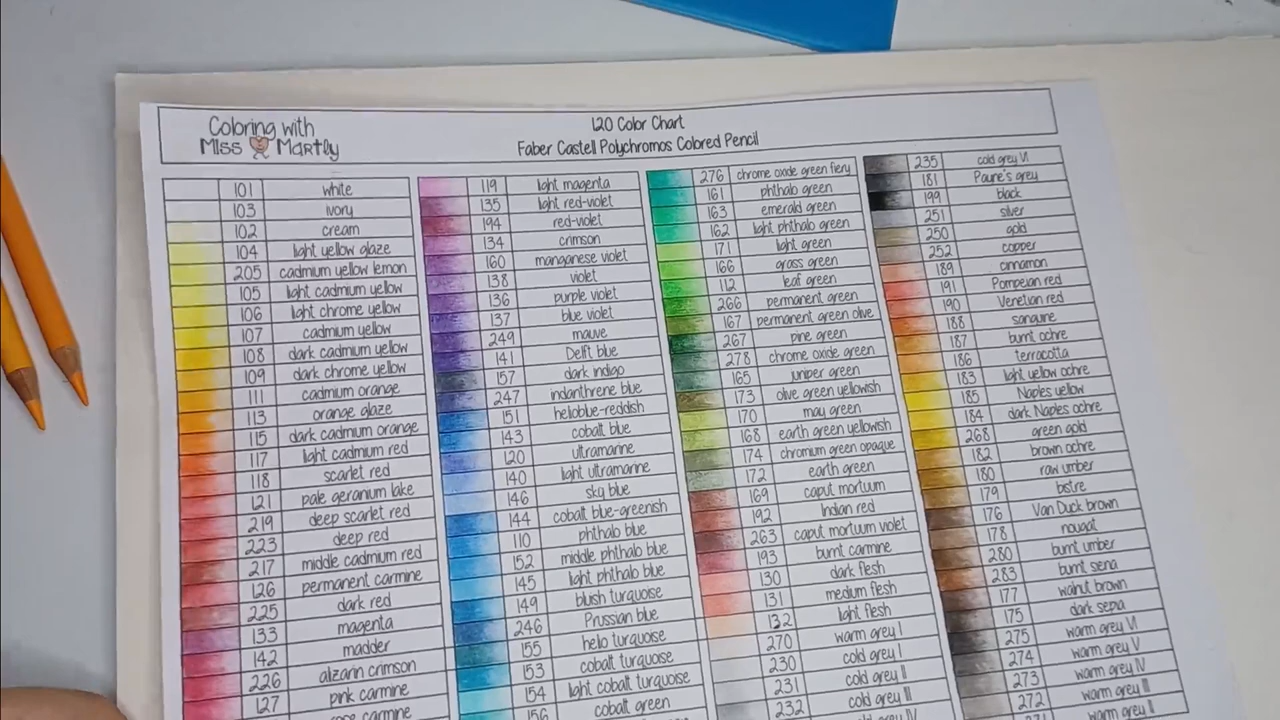 Coloring with
Miss Martly
120 Color Chart
Faber Castell Polychromos Colored Pencil
101 white
103 ivory
102 cream
104 light yellow glaze
205 cadmium yellow lemon
105 light cadmium yellow
106 light chrome yellow
107 cadmium yellow
108 dark cadmium yellow
109 dark chrome yellow
111 cadmium orange
113 orange glaze
115 dark cadmium orange
117 light cadmium red
118 scarlet red
121 pale geranium lake
219 deep scarlet red
223 deep red
217 middle cadmium red
126 permanent carmine
225 dark red
133 magenta
142 madder
226 alizarin crimson
127 pink carmine
carmine
119 light magenta
135 light red-violet
194 red-violet
134 crimson
160 manganese violet
138 violet
136 purple violet
137 blue violet
249 mauve
141 Delft blue
157 dark indigo
247 indanthrene blue
151 helioblue-reddish
143 cobalt blue
120 ultramarine
140 light ultramarine
146 sky blue
144 cobalt blue-greenish
110 phthalo blue
152 middle phthalo blue
145 light phthalo blue
149 bluish turquoise
246 Prussian blue
155 helio turquoise
153 cobalt turquoise
154 light cobalt turquoise
156 cobalt green
276 chrome oxide green fiery
161 phthalo green
163 emerald green
162 light phthalo green
171 light green
166 grass green
112 leaf green
266 permanent green
167 permanent green olive
267 pine green
278 chrome oxide green
165 juniper green
173 olive green yellowish
170 may green
168 earth green yellowish
174 chromium green opaque
172 earth green
169 caput mortuum
192 Indian red
263 caput mortuum violet
193 burnt carmine
130 dark flesh
131 medium flesh
132 light flesh
270 warm grey I
230 cold grey I
231 cold grey II
232 cold grey III
grey IV
235 cold grey VI
181 Payne's grey
199 black
251 silver
250 gold
252 copper
189 cinnamon
191 Pompeian red
190 Venetian red
188 sanguine
187 burnt ochre
186 terracotta
183 light yellow ochre
185 Naples yellow
184 dark Naples ochre
268 green gold
182 brown ochre
180 raw umber
179 bistre
176 Van Dyck brown
178 nougat
280 burnt umber
283 burnt siena
177 walnut brown
175 dark sepia
275 warm grey VI
274 warm grey V
273 warm grey IV
272 warm grey III
warm grey II